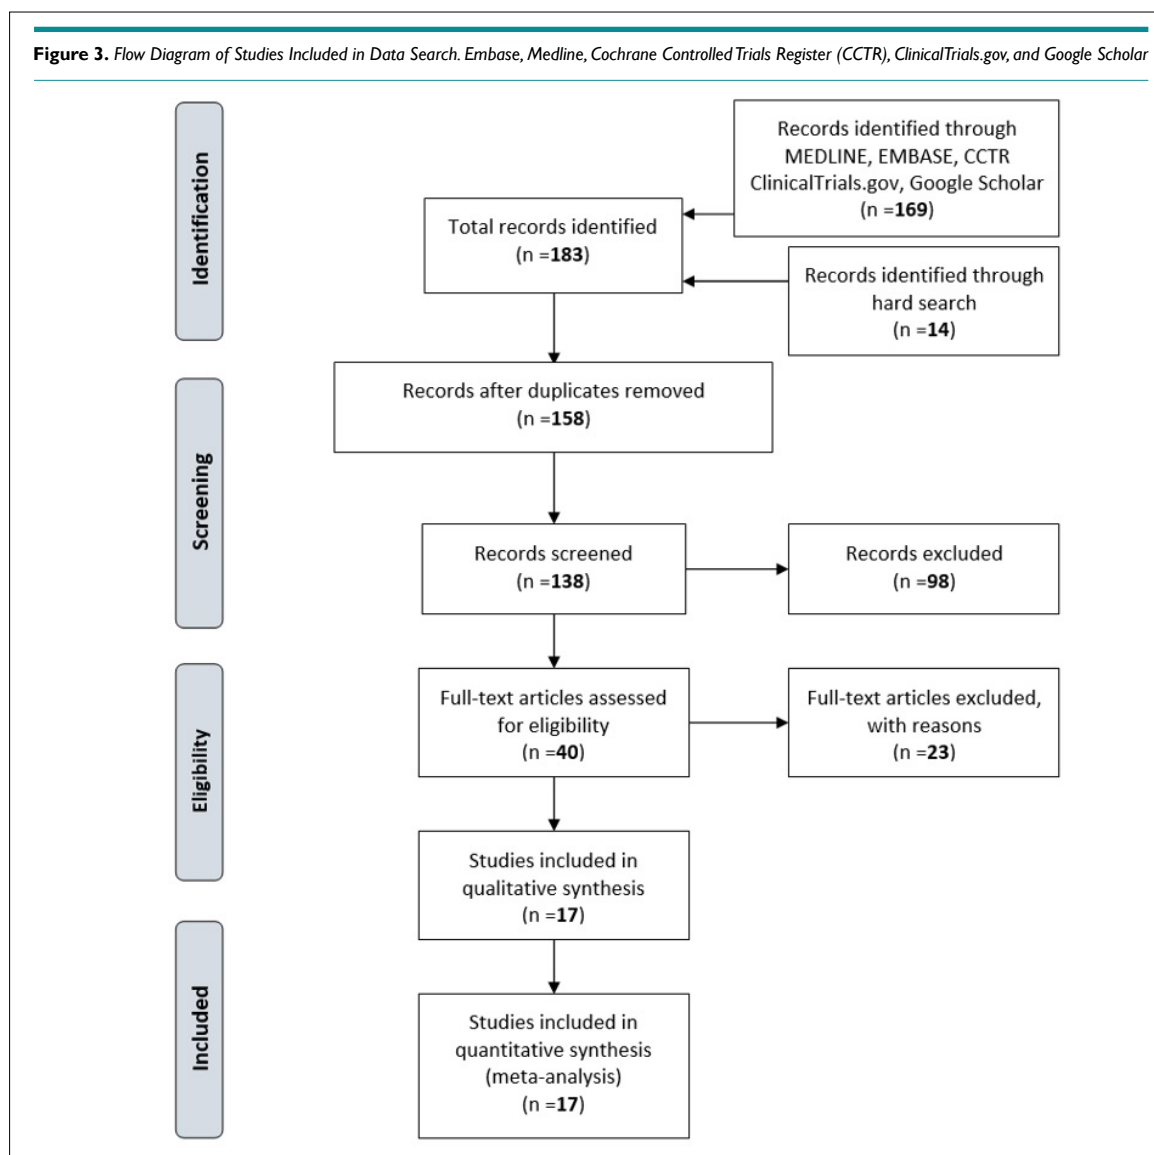 Figure 3. Flow Diagram of Studies Included in Data Search. Embase, Medline, Cochrane Controlled Trials Register (CCTR), ClinicalTrials.gov, and Google Scholar
Identification
Records identified through
MEDLINE, EMBASE, CCTR
ClinicalTrials.gov, Google Scholar
(n =169)
Total records identified
(n =183)
Records identified through
hard search
(n =14)
Screening
Records after duplicates removed
(n =158)
Records screened
(n =138)
Records excluded
(n =98)
Eligibility
Full-text articles assessed
for eligibility
(n =40)
Full-text articles excluded,
with reasons
(n =23)
Studies included in
qualitative synthesis
(n =17)
Included
Studies included in
quantitative synthesis
(meta-analysis)
(n =17)